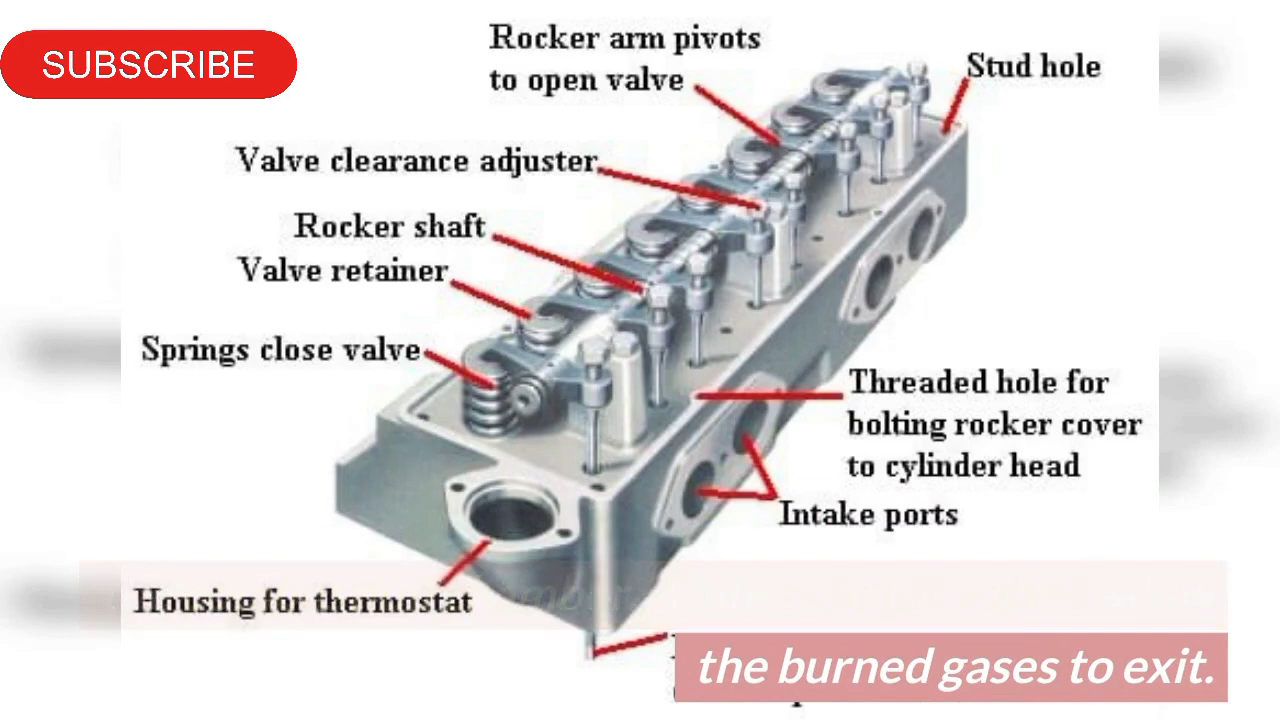 SUBSCRIBE
Rocker arm pivots
to open valve
Stud hole
Valve clearance adjuster
Rocker shaft
Valve retainer
Springs close valve
Threaded hole for
bolting rocker cover
to cylinder head
Intake ports
Housing for thermostat
the burned gases to exit.